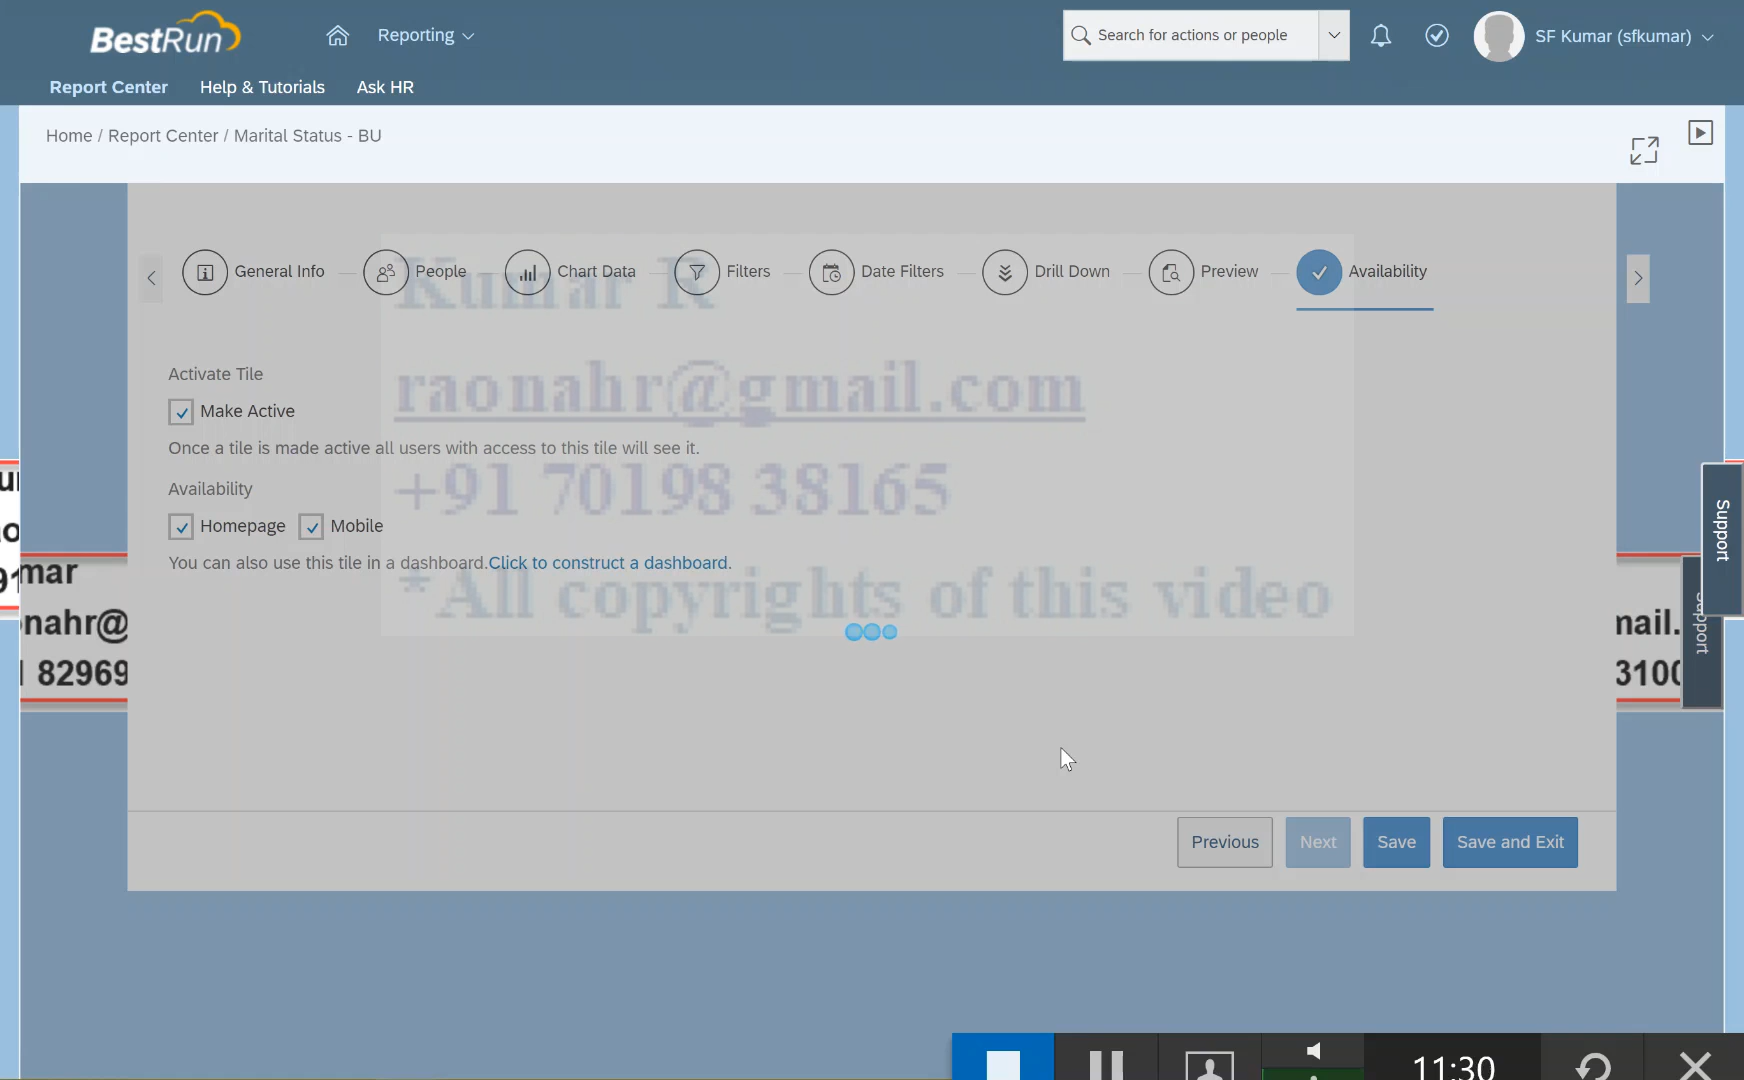 BestRun
Reporting
Search for actions or people
SF Kumar (sfkumar)
Report Center
Help & Tutorials
Ask HR
Home / Report Center / Marital Status - BU
General Info
People
Chart Data
Filters
Date Filters
Drill Down
Preview
Availability
Kumar R
Activate Tile
raonahr@gmail.com
Make Active
Once a tile is made active all users with access to this tile will see it.
Availability
+91 70198 38165
Homepage
Mobile
You can also use this tile in a dashboard.Click to construct a dashboard.
*All copyrights of this video
Support
Support
mar
nahr@
82969
mail.
3100
Previous
Next
Save
Save and Exit
11:30